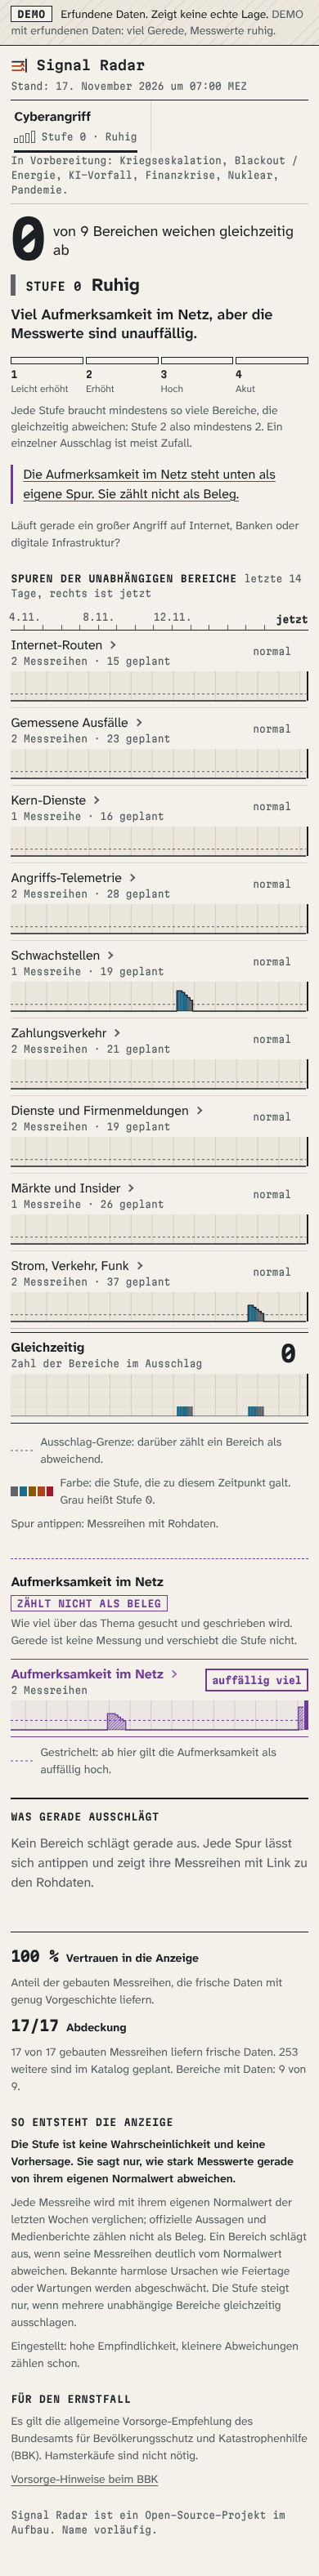 DEMO Erfundene Daten. Zeigt keine echte Lage. DEMO
mit erfundenen Daten: viel Gerede, Messwerte ruhig.
Signal Radar
Stand: 17. November 2026 um 07:00 MEZ
Cyberangriff
Stufe 0 · Ruhig
In Vorbereitung: Kriegseskalation, Blackout /
Energie, KI-Vorfall, Finanzkrise, Nuklear,
Pandemie.
0 von 9 Bereichen weichen gleichzeitig
ab
STUFE 0 Ruhig
Viel Aufmerksamkeit im Netz, aber die
Messwerte sind unauffällig.
1 2 3 4
Leicht erhöht Erhöht Hoch Akut
Jede Stufe braucht mindestens so viele Bereiche, die
gleichzeitig abweichen: Stufe 2 also mindestens 2. Ein
einzelner Ausschlag ist meist Zufall.
Die Aufmerksamkeit im Netz steht unten als
eigene Spur. Sie zählt nicht als Beleg.
Läuft gerade ein großer Angriff auf Internet, Banken oder
digitale Infrastruktur?
SPUREN DER UNABHÄNGIGEN BEREICHE letzte 14
Tage, rechts ist jetzt
4.11. 8.11. 12.11. jetzt
Internet-Routen > normal
2 Messreihen · 15 geplant
Gemessene Ausfälle > normal
2 Messreihen · 23 geplant
Kern-Dienste > normal
1 Messreihe · 16 geplant
Angriffs-Telemetrie > normal
2 Messreihen · 28 geplant
Schwachstellen > normal
1 Messreihe · 19 geplant
Zahlungsverkehr > normal
2 Messreihen · 21 geplant
Dienste und Firmenmeldungen > normal
2 Messreihen · 19 geplant
Märkte und Insider > normal
1 Messreihe · 26 geplant
Strom, Verkehr, Funk > normal
2 Messreihen · 37 geplant
Gleichzeitig 0
Zahl der Bereiche im Ausschlag
Ausschlag-Grenze: darüber zählt ein Bereich als
abweichend.
Farbe: die Stufe, die zu diesem Zeitpunkt galt.
Grau heißt Stufe 0.
Spur antippen: Messreihen mit Rohdaten.
Aufmerksamkeit im Netz
ZÄHLT NICHT ALS BELEG
Wie viel über das Thema gesucht und geschrieben wird.
Gerede ist keine Messung und verschiebt die Stufe nicht.
Aufmerksamkeit im Netz > auffällig viel
2 Messreihen
Gestrichelt: ab hier gilt die Aufmerksamkeit als
auffällig hoch.
WAS GERADE AUSSCHLÄGT
Kein Bereich schlägt gerade aus. Jede Spur lässt
sich antippen und zeigt ihre Messreihen mit Link zu
den Rohdaten.
100 % Vertrauen in die Anzeige
Anteil der gebauten Messreihen, die frische Daten mit
genug Vorgeschichte liefern.
17/17 Abdeckung
17 von 17 gebauten Messreihen liefern frische Daten. 253
weitere sind im Katalog geplant. Bereiche mit Daten: 9 von
9.
SO ENTSTEHT DIE ANZEIGE
Die Stufe ist keine Wahrscheinlichkeit und keine
Vorhersage. Sie sagt nur, wie stark Messwerte gerade
von ihrem eigenen Normalwert abweichen.
Jede Messreihe wird mit ihrem eigenen Normalwert der
letzten Wochen verglichen; offizielle Aussagen und
Medienberichte zählen nicht als Beleg. Ein Bereich schlägt
aus, wenn seine Messreihen deutlich vom Normalwert
abweichen. Bekannte harmlose Ursachen wie Feiertage
oder Wartungen werden abgeschwächt. Die Stufe steigt
nur, wenn mehrere unabhängige Bereiche gleichzeitig
ausschlagen.
Eingestellt: hohe Empfindlichkeit, kleinere Abweichungen
zählen schon.
FÜR DEN ERNSTFALL
Es gilt die allgemeine Vorsorge-Empfehlung des
Bundesamts für Bevölkerungsschutz und Katastrophenhilfe
(BBK). Hamsterkäufe sind nicht nötig.
Vorsorge-Hinweise beim BBK
Signal Radar ist ein Open-Source-Projekt im
Aufbau. Name vorläufig.